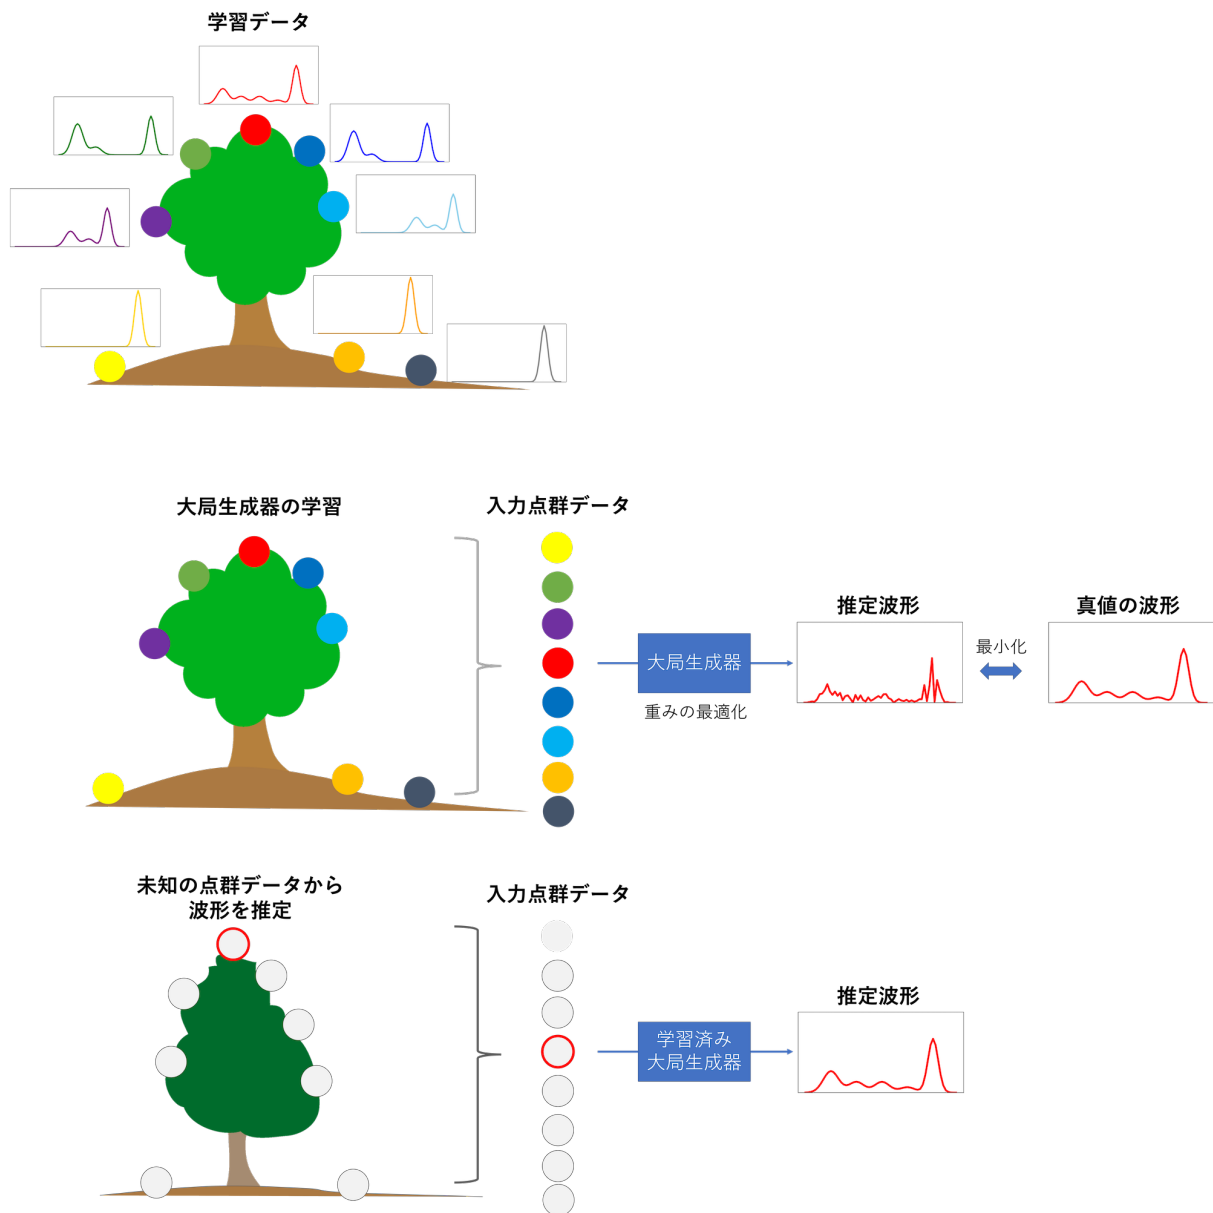 学習データ
大局生成器の学習
入力点群データ
大局生成器
重みの最適化
推定波形
最小化
真値の波形
未知の点群データから
波形を推定
入力点群データ
学習済み
大局生成器
推定波形